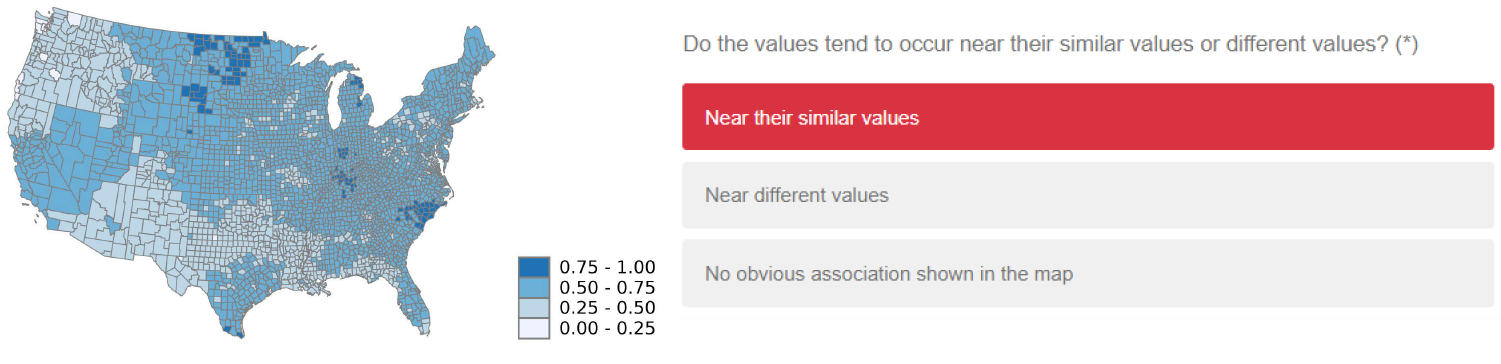 Do the values tend to occur near their similar values or different values? (*)
Near their similar values
Near different values
No obvious association shown in the map
0.75 - 1.00
0.50 - 0.75
0.25 - 0.50
0.00 - 0.25